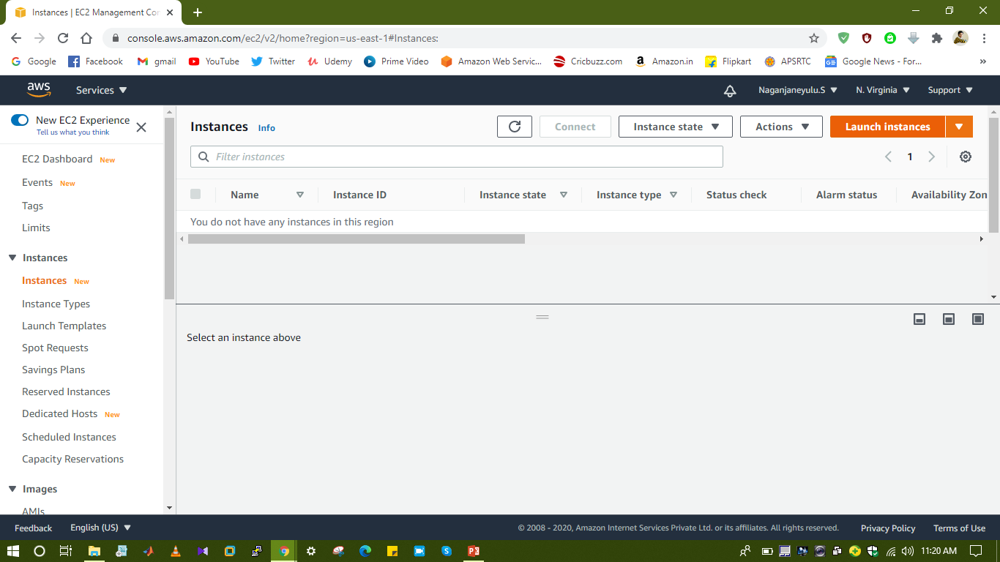 Instances | EC2 Management Con
console.aws.amazon.com/ec2/v2/home?region=us-east-1#Instances:
Google Facebook gmail YouTube Twitter Udemy Prime Video Amazon Web Servic... Cricbuzz.com Amazon.in Flipkart APSRTC Google News - For... »
aws Services Naganjaneyulu.S N. Virginia Support
New EC2 Experience
Tell us what you think
EC2 Dashboard New
Events New
Tags
Limits
Instances
Instances New
Instance Types
Launch Templates
Spot Requests
Savings Plans
Reserved Instances
Dedicated Hosts New
Scheduled Instances
Capacity Reservations
Images
AMIs
Instances Info Connect Instance state Actions Launch instances
Filter instances 1
Name Instance ID Instance state Instance type Status check Alarm status Availability Zon
You do not have any instances in this region
Select an instance above
Feedback English (US) © 2008 - 2020, Amazon Internet Services Private Ltd. or its affiliates. All rights reserved. Privacy Policy Terms of Use
11:20 AM